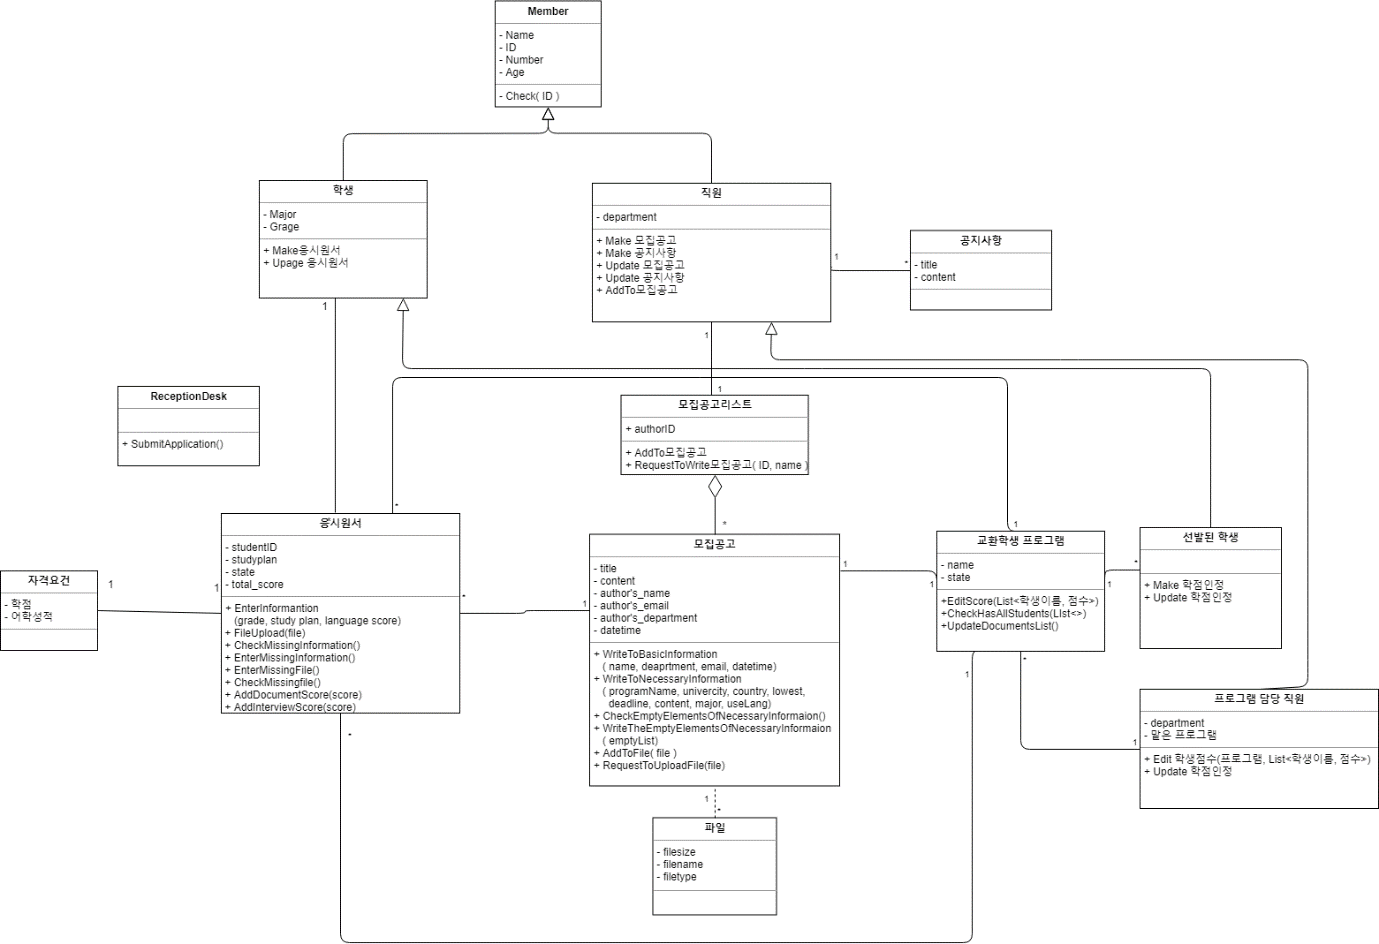 Member
- Name
- ID
- Number
- Age
- Check( ID )
학생
- Major
- Grage
+ Make응시원서
+ Upage 응시원서
1
직원
- department
+ Make 모집공고
+ Make 공지사항
+ Update 모집공고
+ Update 공지사항
+ AddTo모집공고
1
*
1
공지사항
- title
- content
ReceptionDesk
+ SubmitApplication()
1
모집공고리스트
+ authorID
+ AddTo모집공고
+ RequestToWrite모집공고( ID, name )
*
*
응시원서
- studentID
- studyplan
- state
- total_score
+ EnterInformantion
(grade, study plan, language score)
+ FileUpload(file)
+ CheckMissingInformation()
+ EnterMissingInformation()
+ EnterMissingFile()
+ CheckMissingfile()
+ AddDocumentScore(score)
+ AddInterviewScore(score)
*
자격요건
- 학점
- 어학성적
1
1
*
1
모집공고
- title
- content
- author's_name
- author's_email
- author's_department
- datetime
+ WriteToBasicInformation
( name, deaprtment, email, datetime)
+ WriteToNecessaryInformation
( programName, univercity, country, lowest,
deadline, content, major, useLang)
+ CheckEmptyElementsOfNecessaryInformaion()
+ WriteTheEmptyElementsOfNecessaryInformaion
( emptyList)
+ AddToFile( file )
+ RequestToUploadFile(file)
1
*
파일
- filesize
- filename
- filetype
1
1
1
교환학생 프로그램
- name
- state
+EditScore(List<학생이름, 점수>)
+CheckHasAllStudents(LIst<>)
+UpdateDocumentsList()
1
*
1
*
1
선발된 학생
+ Make 학점인정
+ Update 학점인정
프로그램 담당 직원
- department
- 맡은 프로그램
+ Edit 학생점수(프로그램, List<학생이름, 점수>)
+ Update 학점인정